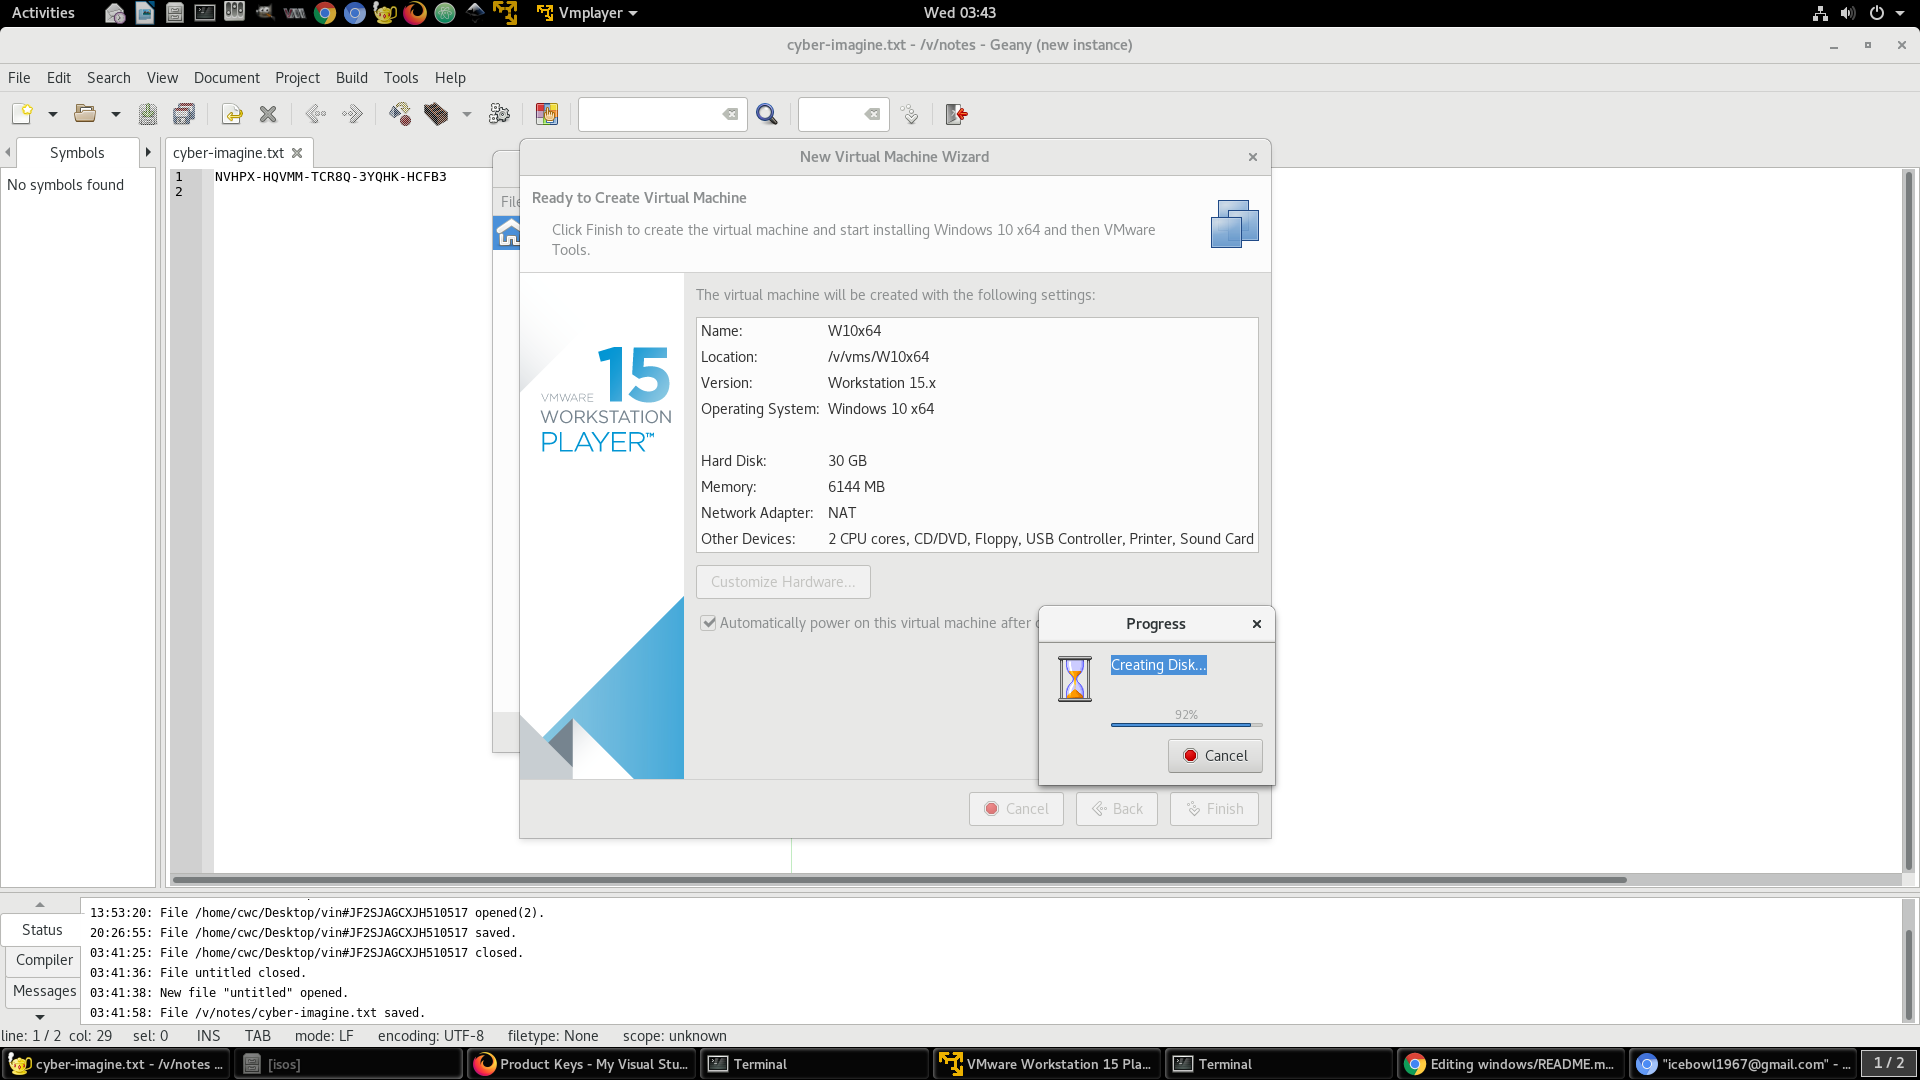 Activities
Vmplayer
Wed 03:43
cyber-imagine.txt - /v/notes - Geany (new instance)
File Edit Search View Document Project Build Tools Help
Symbols
cyber-imagine.txt
No symbols found
1 NVHPX-HQVMM-TCR8Q-3YQHK-HCFB3
2
File
New Virtual Machine Wizard
Ready to Create Virtual Machine
Click Finish to create the virtual machine and start installing Windows 10 x64 and then VMware
Tools.
The virtual machine will be created with the following settings:
Name: W10x64
Location: /v/vms/W10x64
Version: Workstation 15.x
Operating System: Windows 10 x64
Hard Disk: 30 GB
Memory: 6144 MB
Network Adapter: NAT
Other Devices: 2 CPU cores, CD/DVD, Floppy, USB Controller, Printer, Sound Card
15
VMWARE
WORKSTATION
PLAYER™
Customize Hardware...
Automatically power on this virtual machine after
Progress
Creating Disk...
92%
Cancel
Cancel Back Finish
Status
Compiler
Messages
13:53:20: File /home/cwc/Desktop/vin#JF2SJAGCXJH510517 opened(2).
20:26:55: File /home/cwc/Desktop/vin#JF2SJAGCXJH510517 saved.
03:41:25: File /home/cwc/Desktop/vin#JF2SJAGCXJH510517 closed.
03:41:36: File untitled closed.
03:41:38: New file "untitled" opened.
03:41:58: File /v/notes/cyber-imagine.txt saved.
line: 1 / 2 col: 29 sel: 0 INS TAB mode: LF encoding: UTF-8 filetype: None scope: unknown
cyber-imagine.txt - /v/notes ...
[isos]
Product Keys - My Visual Stu...
Terminal
VMware Workstation 15 Pla...
Terminal
Editing windows/README.m...
"icebowl1967@gmail.com" - ...
1 / 2